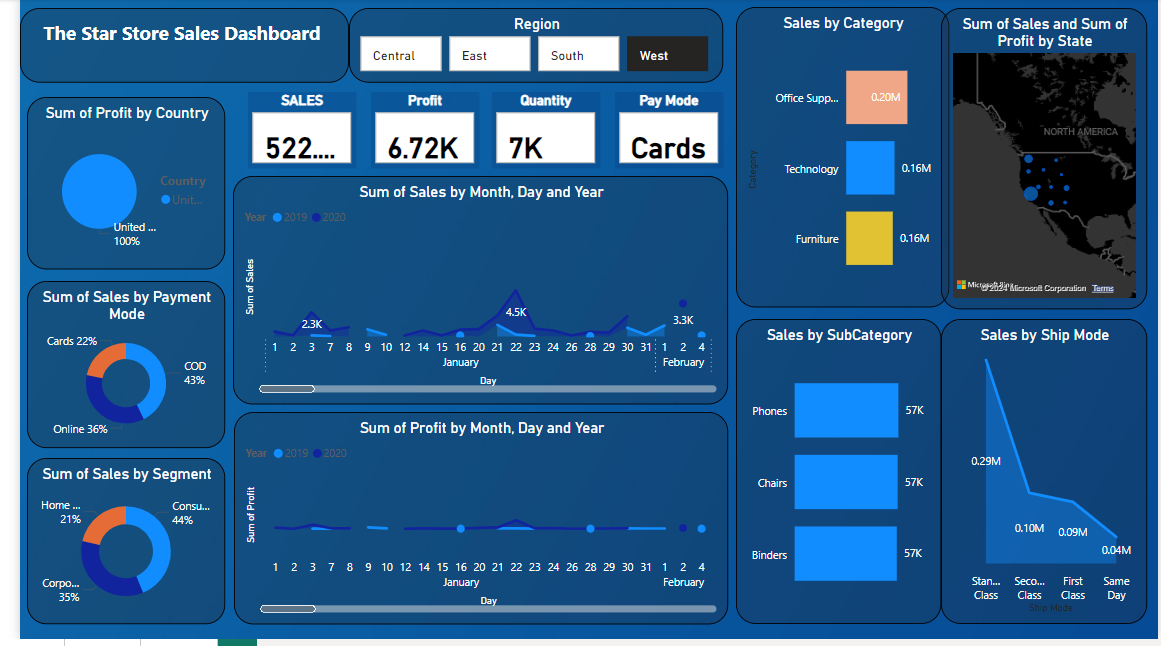 The Star Store Sales Dashboard
Region
Central
East
South
West
SALES
522....
Profit
6.72K
Quantity
7K
Pay Mode
Cards
Sum of Profit by Country
Country
Unit...
United ...
100%
Sum of Sales by Payment
Mode
Cards 22%
COD
43%
Online 36%
Sum of Sales by Segment
Home ...
21%
Consu...
44%
Corpo...
35%
Sum of Sales by Month, Day and Year
Year 2019 2020
Sum of Sales
2.3K
4.5K
3.3K
1 2 3 7 8 9 10 12 14 15 16 20 21 22 23 24 26 28 29 30 31 1 2 4
January February
Day
Sum of Profit by Month, Day and Year
Year 2019 2020
Sum of Profit
1 2 3 7 8 9 10 12 14 15 16 20 21 22 23 24 26 28 29 30 31 1 2 4
January February
Day
Sales by Category
Category
Office Supp...
0.20M
Technology
0.16M
Furniture
0.16M
Sum of Sales and Sum of
Profit by State
NORTH AMERICA
© 2024 Microsoft Corporation Terms
Sales by SubCategory
Phones
57K
Chairs
57K
Binders
57K
Sales by Ship Mode
0.29M
0.10M
0.09M
0.04M
Stan... Seco... First Same
Class Class Class Day
Ship Mode